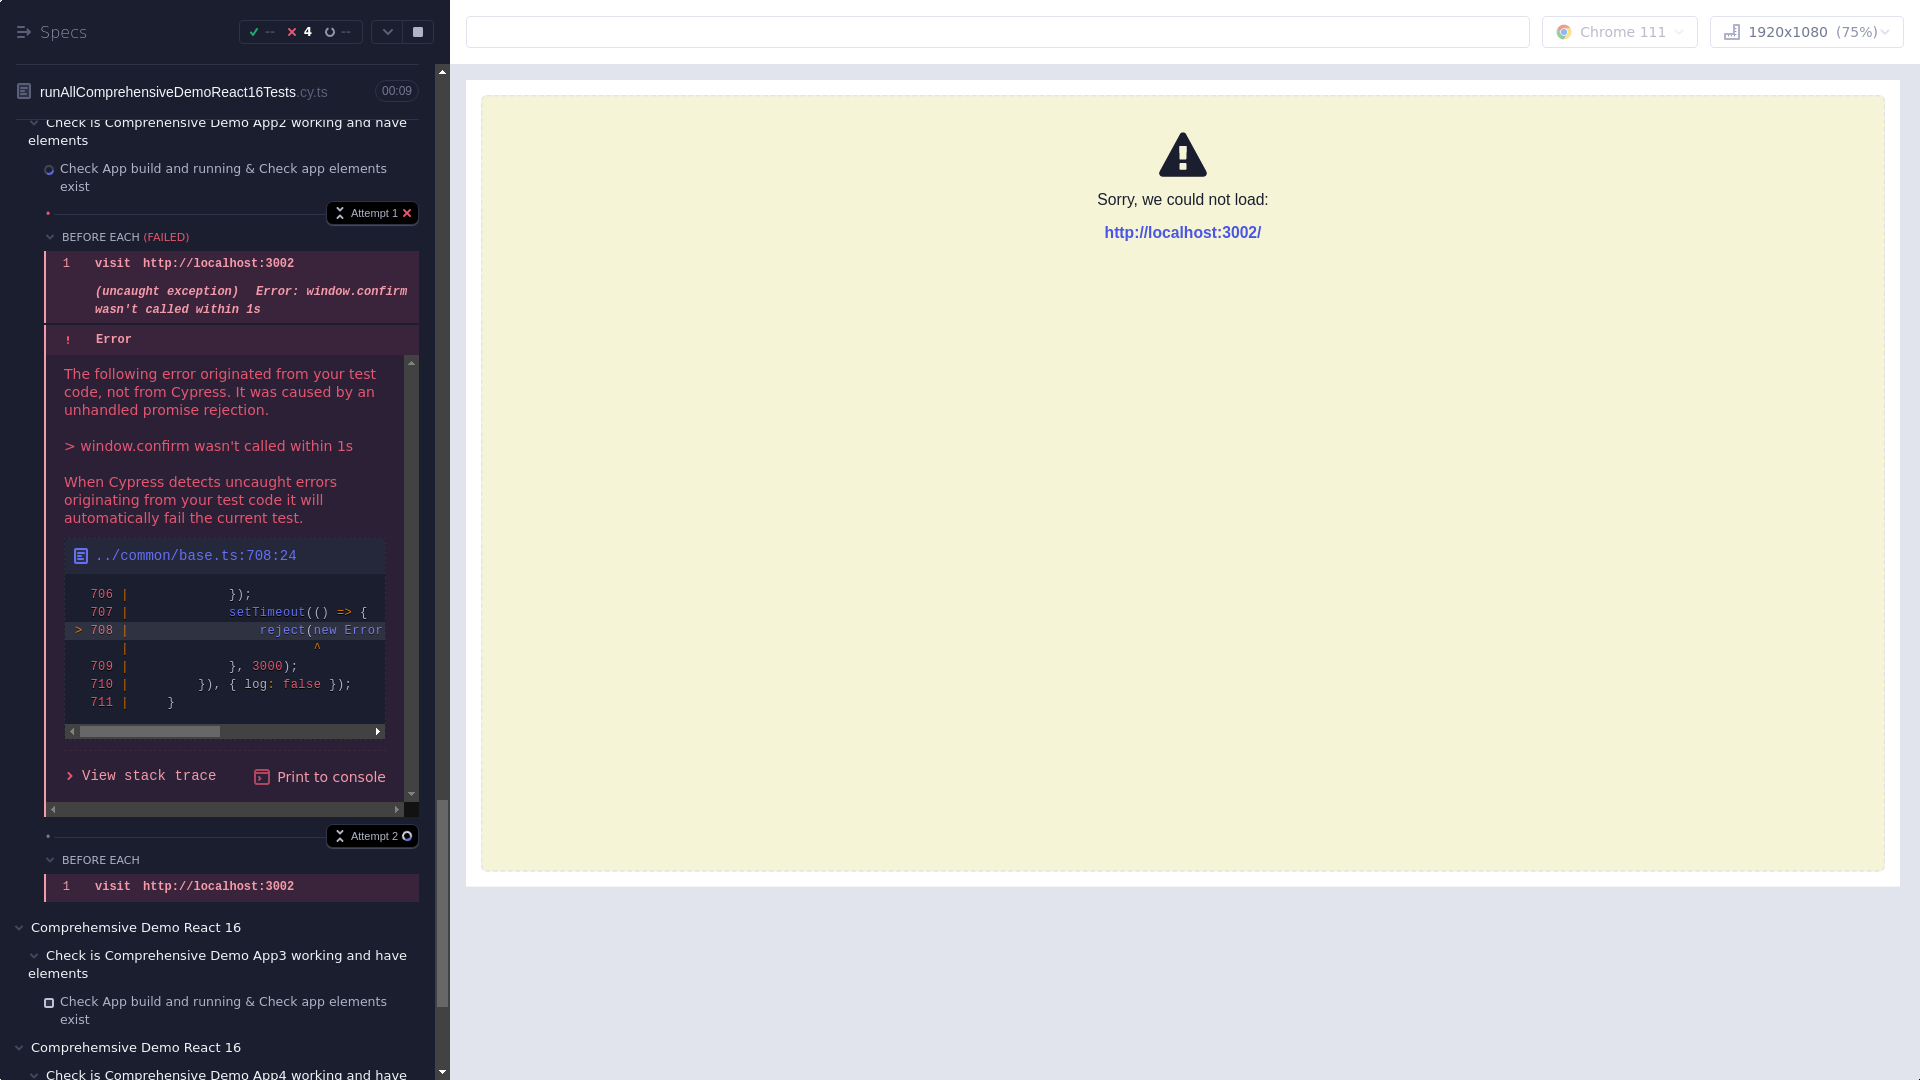 Specs
-- 4 --
Chrome 111
1920x1080 (75%)
runAllComprehensiveDemoReact16Tests.cy.ts
00:09
Check is Comprehensive Demo App2 working and have
elements
Check App build and running & Check app elements
exist
Attempt 1
BEFORE EACH (FAILED)
1 visit http://localhost:3002
(uncaught exception) Error: window.confirm
wasn't called within 1s
! Error
The following error originated from your test
code, not from Cypress. It was caused by an
unhandled promise rejection.
> window.confirm wasn't called within 1s
When Cypress detects uncaught errors
originating from your test code it will
automatically fail the current test.
../common/base.ts:708:24
706 | });
707 | setTimeout(() => {
> 708 | reject(new Error
| ^
709 | }, 3000);
710 | }), { log: false });
711 | }
View stack trace
Print to console
Attempt 2
BEFORE EACH
1 visit http://localhost:3002
Comprehemsive Demo React 16
Check is Comprehensive Demo App3 working and have
elements
Check App build and running & Check app elements
exist
Comprehemsive Demo React 16
Check is Comprehensive Demo App4 working and have
Sorry, we could not load:
http://localhost:3002/